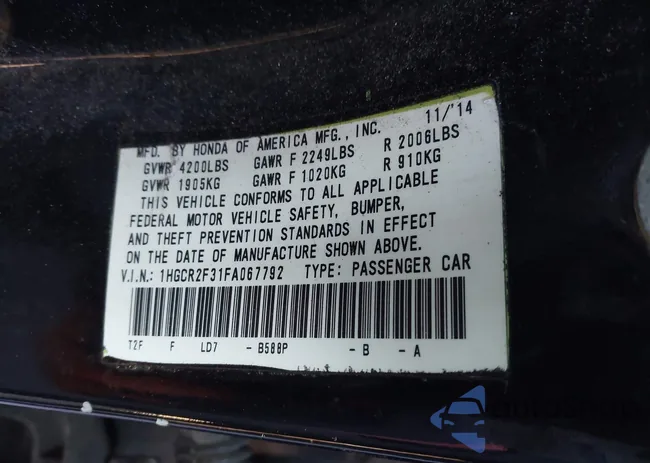 MFD. BY HONDA OF AMERICA MFG., INC. 11/'14
GVWR 4200LBS GAWR F 2249LBS R 2006LBS
GVWR 1905KG GAWR F 1020KG R 910KG
THIS VEHICLE CONFORMS TO ALL APPLICABLE
FEDERAL MOTOR VEHICLE SAFETY, BUMPER,
AND THEFT PREVENTION STANDARDS IN EFFECT
ON THE DATE OF MANUFACTURE SHOWN ABOVE.
V.I.N.: 1HGCR2F31FA067792 TYPE: PASSENGER CAR
T2F F LD7 - B588P - B - A